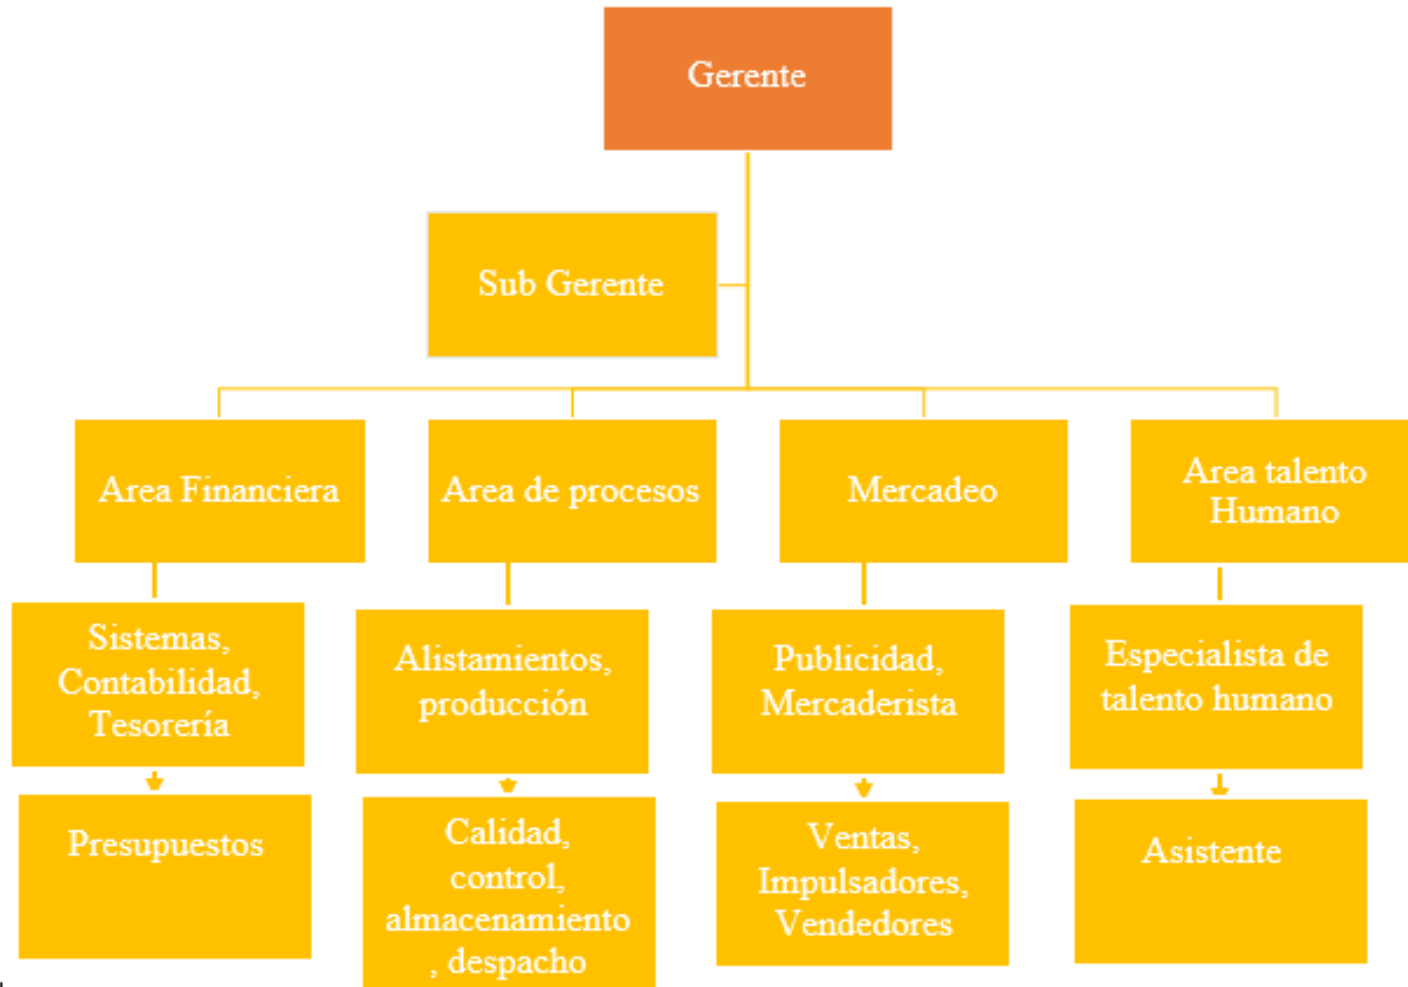 Gerente
Sub Gerente
Area Financiera
Area de procesos
Mercadeo
Area talento
Humano
Sistemas,
Contabilidad,
Tesorería
Alistamientos,
producción
Publicidad,
Mercaderista
Especialista de
talento humano
Presupuestos
Calidad,
control,
almacenamiento
, despacho
Ventas,
Impulsadores,
Vendedores
Asistente